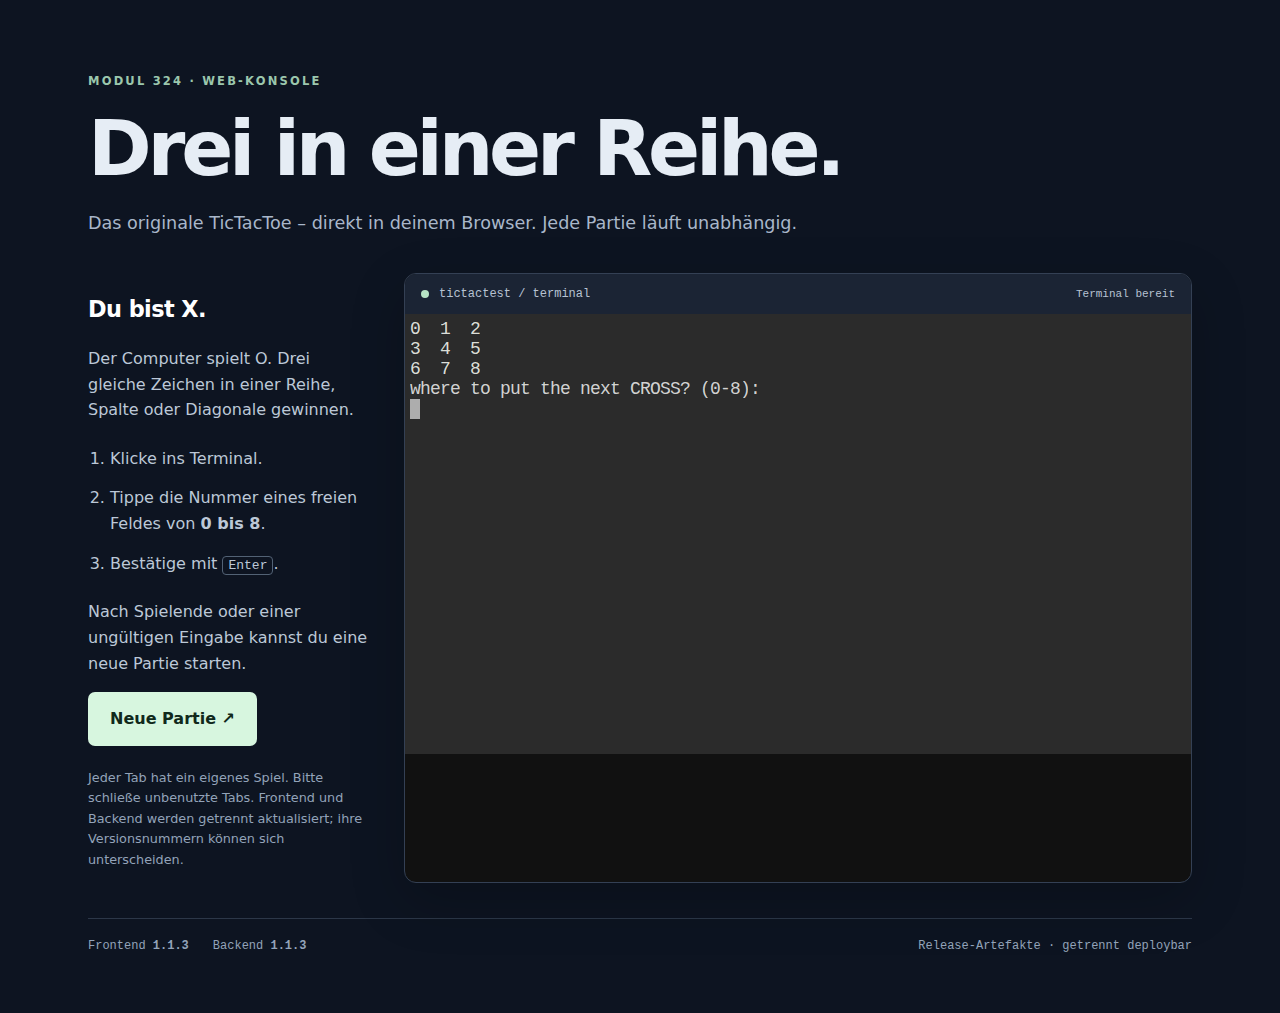 MODUL 324 · WEB-KONSOLE
Drei in einer Reihe.
Das originale TicTacToe – direkt in deinem Browser. Jede Partie läuft unabhängig.
Du bist X.
Der Computer spielt O. Drei
gleiche Zeichen in einer Reihe,
Spalte oder Diagonale gewinnen.
1. Klicke ins Terminal.
2. Tippe die Nummer eines freien
Feldes von 0 bis 8.
3. Bestätige mit Enter.
Nach Spielende oder einer
ungültigen Eingabe kannst du eine
neue Partie starten.
Neue Partie ↗
Jeder Tab hat ein eigenes Spiel. Bitte
schließe unbenutzte Tabs. Frontend und
Backend werden getrennt aktualisiert; ihre
Versionsnummern können sich
unterscheiden.
tictactest / terminal
Terminal bereit
0 1 2
3 4 5
6 7 8
where to put the next CROSS? (0-8):
Frontend 1.1.3 Backend 1.1.3
Release-Artefakte · getrennt deploybar